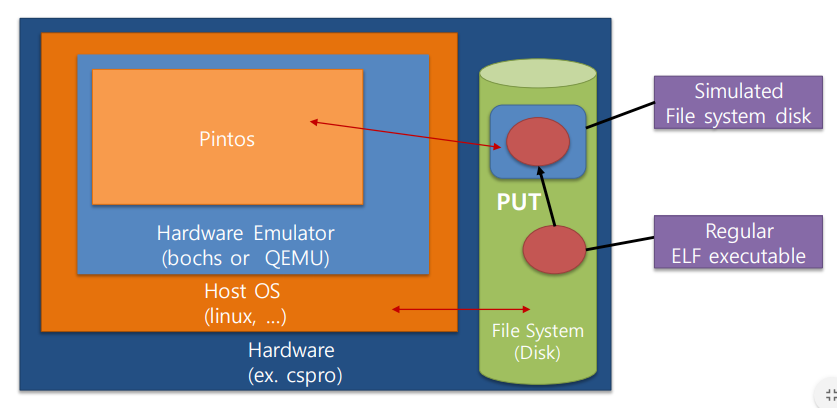 Pintos
Hardware Emulator
(bochs or QEMU)
Host OS
(linux, ...)
Hardware
(ex. cspro)
PUT
File System
(Disk)
Simulated
File system disk
Regular
ELF executable